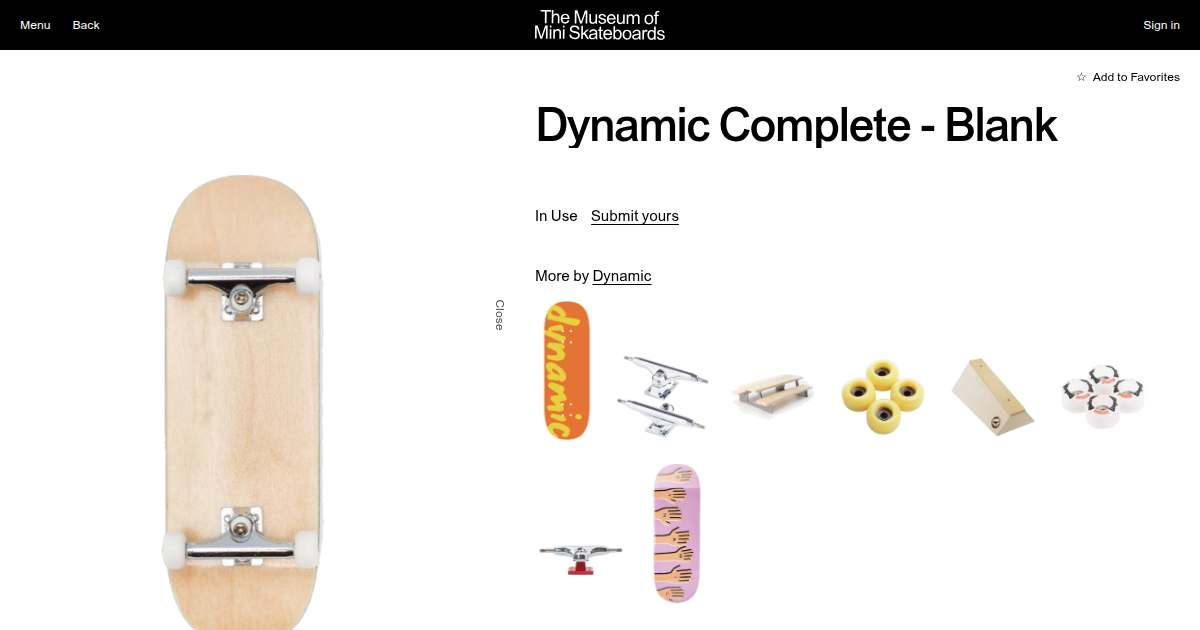 Menu
Back
The Museum of
Mini Skateboards
Sign in
☆ Add to Favorites
Dynamic Complete - Blank
In Use Submit yours
More by Dynamic
Close
dynamic